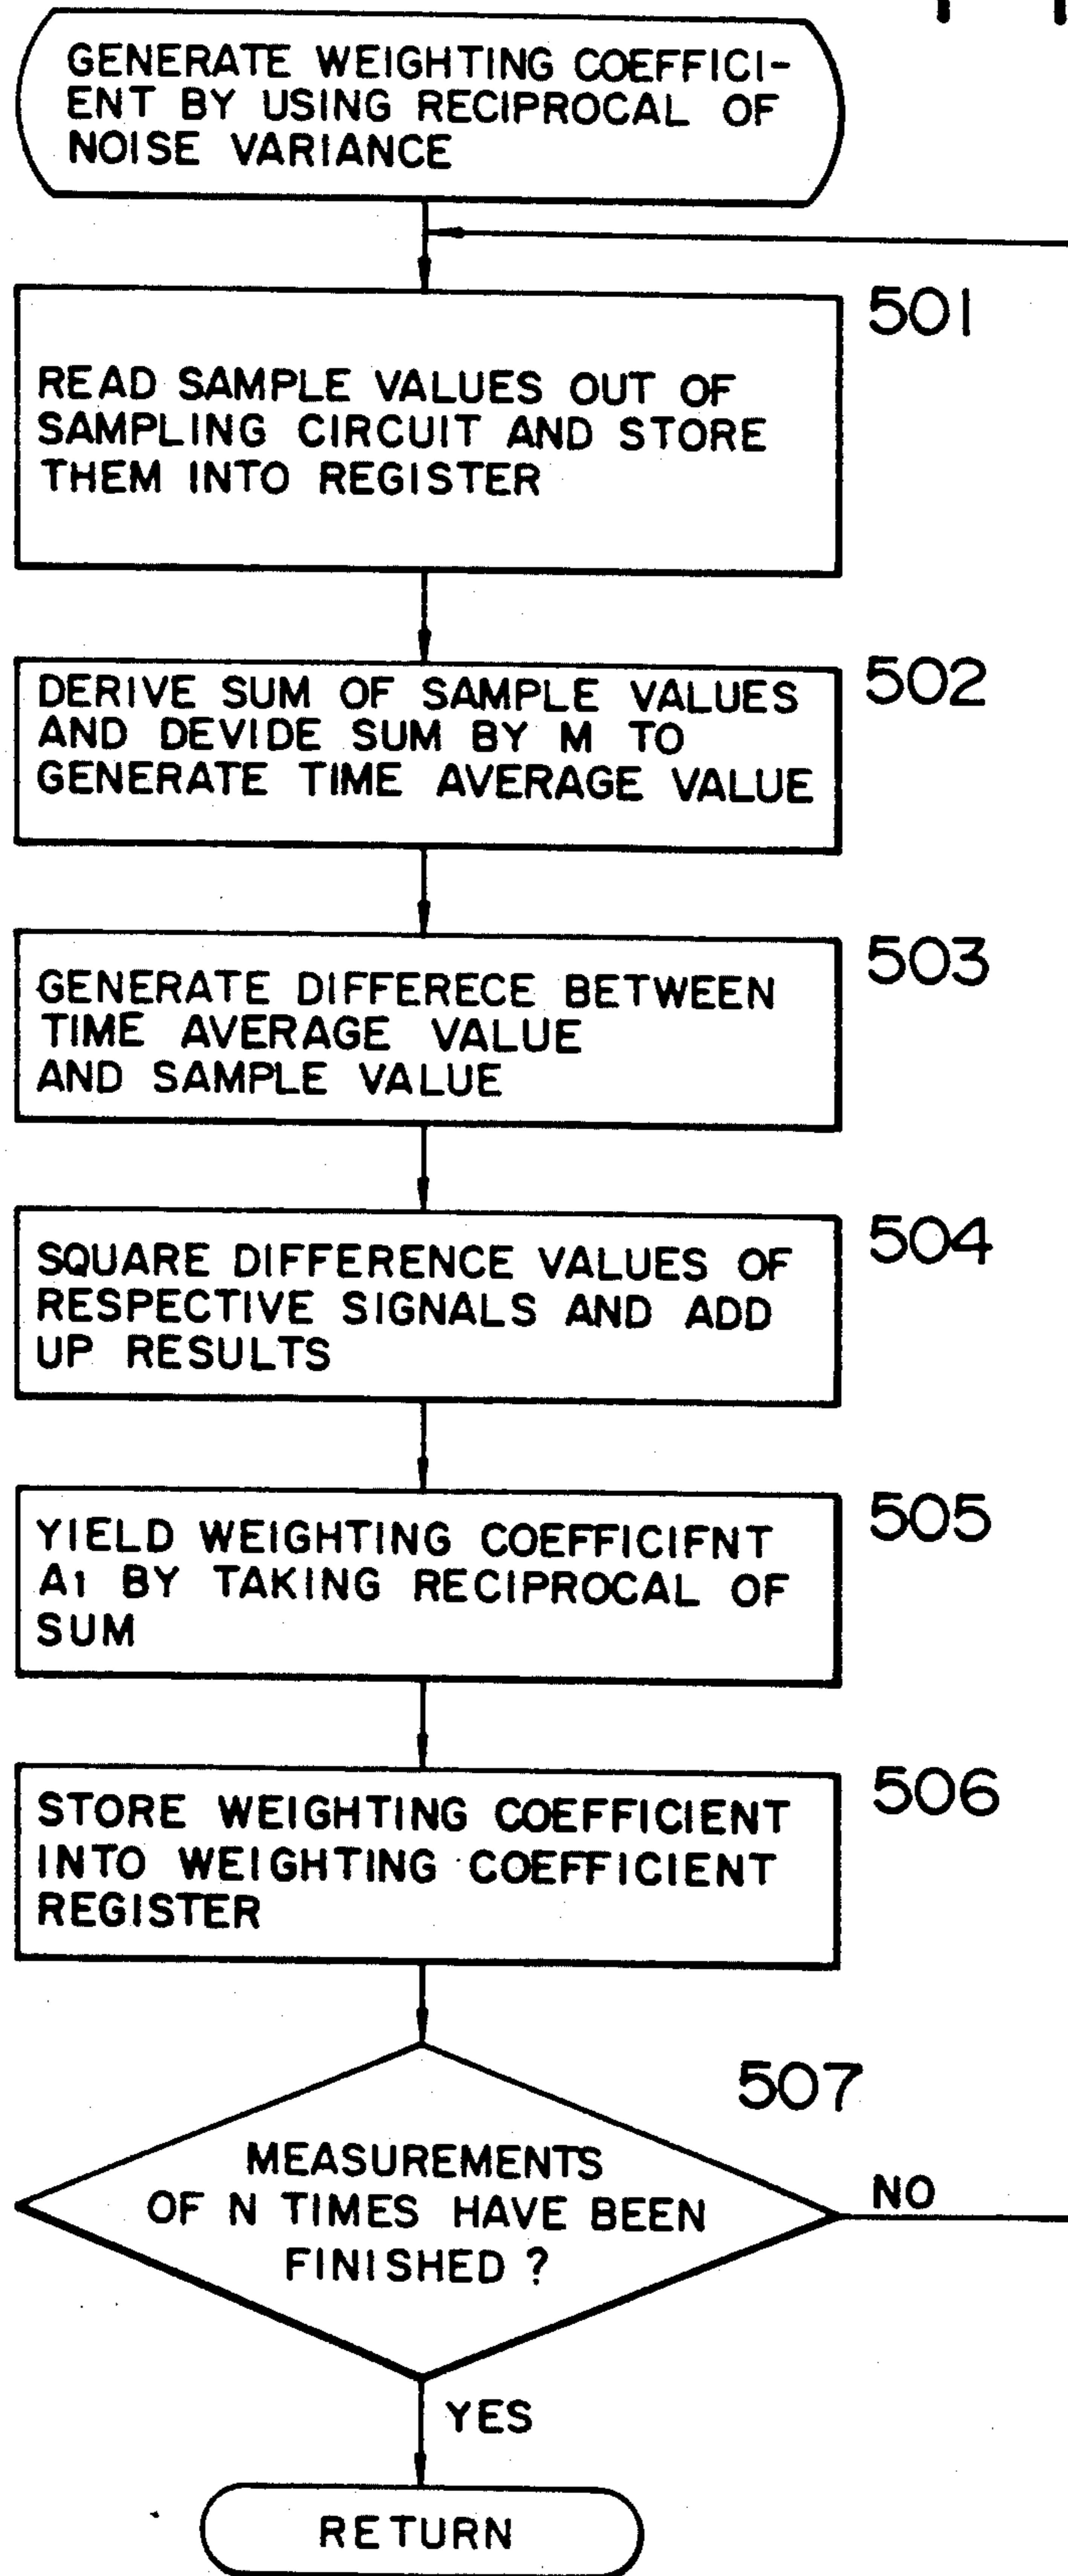 GENERATE WEIGHTING COEFFICI-
ENT BY USING RECIPROCAL OF
NOISE VARIANCE
501
READ SAMPLE VALUES OUT OF
SAMPLING CIRCUIT AND STORE
THEM INTO REGISTER
502
DERIVE SUM OF SAMPLE VALUES
AND DEVIDE SUM BY M TO
GENERATE TIME AVERAGE VALUE
503
GENERATE DIFFERECE BETWEEN
TIME AVERAGE VALUE
AND SAMPLE VALUE
504
SQUARE DIFFERENCE VALUES OF
RESPECTIVE SIGNALS AND ADD
UP RESULTS
505
YIELD WEIGHTING COEFFICIFNT
A1 BY TAKING RECIPROCAL OF
SUM
506
STORE WEIGHTING COEFFICIENT
INTO WEIGHTING COEFFICIENT
REGISTER
507
MEASUREMENTS
OF N TIMES HAVE BEEN
FINISHED ?
NO
YES
RETURN